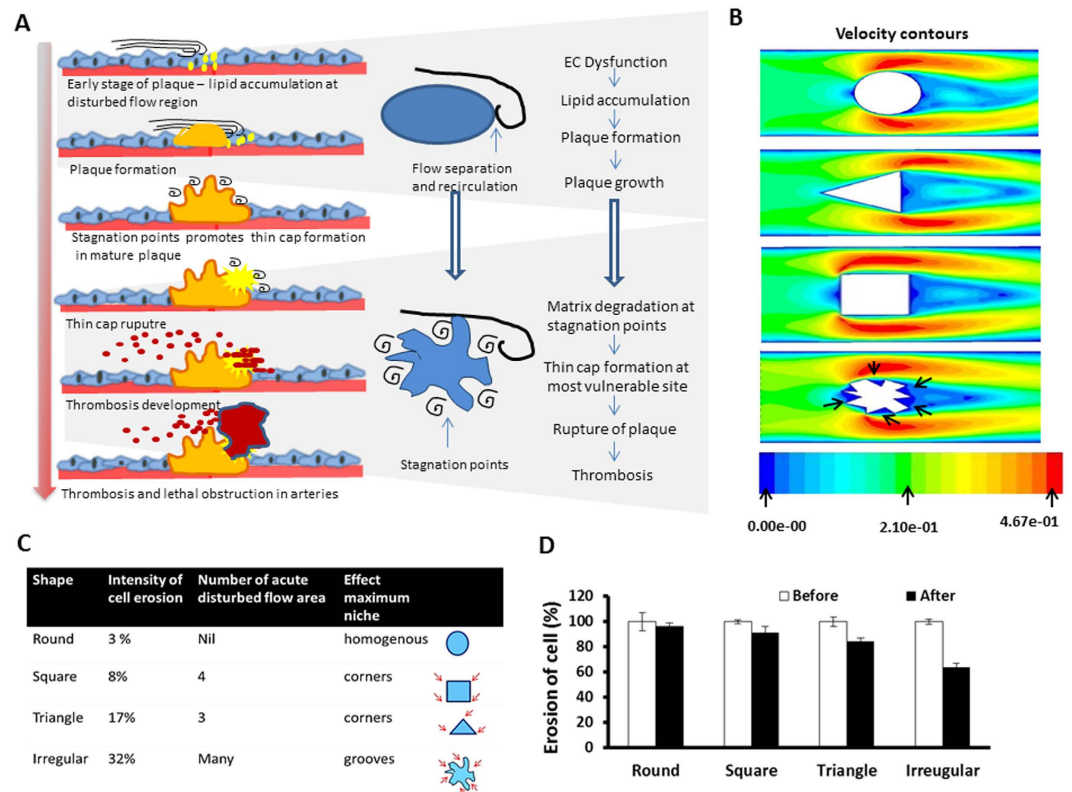 A
Early stage of plaque – lipid accumulation at
disturbed flow region
Plaque formation
Stagnation points promotes thin cap formation
in mature plaque
Thin cap ruputre
Thrombosis development
Thrombosis and lethal obstruction in arteries
Flow separation
and recirculation
Stagnation points
EC Dysfunction
Lipid accumulation
Plaque formation
Plaque growth
Matrix degradation at
stagnation points
Thin cap formation at
most vulnerable site
Rupture of plaque
Thrombosis
B
Velocity contours
0.00e-00
2.10e-01
4.67e-01
C
Shape Intensity of cell erosion Number of acute disturbed flow area Effect maximum niche
Round 3 % Nil homogenous
Square 8% 4 corners
Triangle 17% 3 corners
Irregular 32% Many grooves
D
Before After
Erosion of cell (%)
120
100
80
60
40
20
0
Round Square Triangle Irreugular